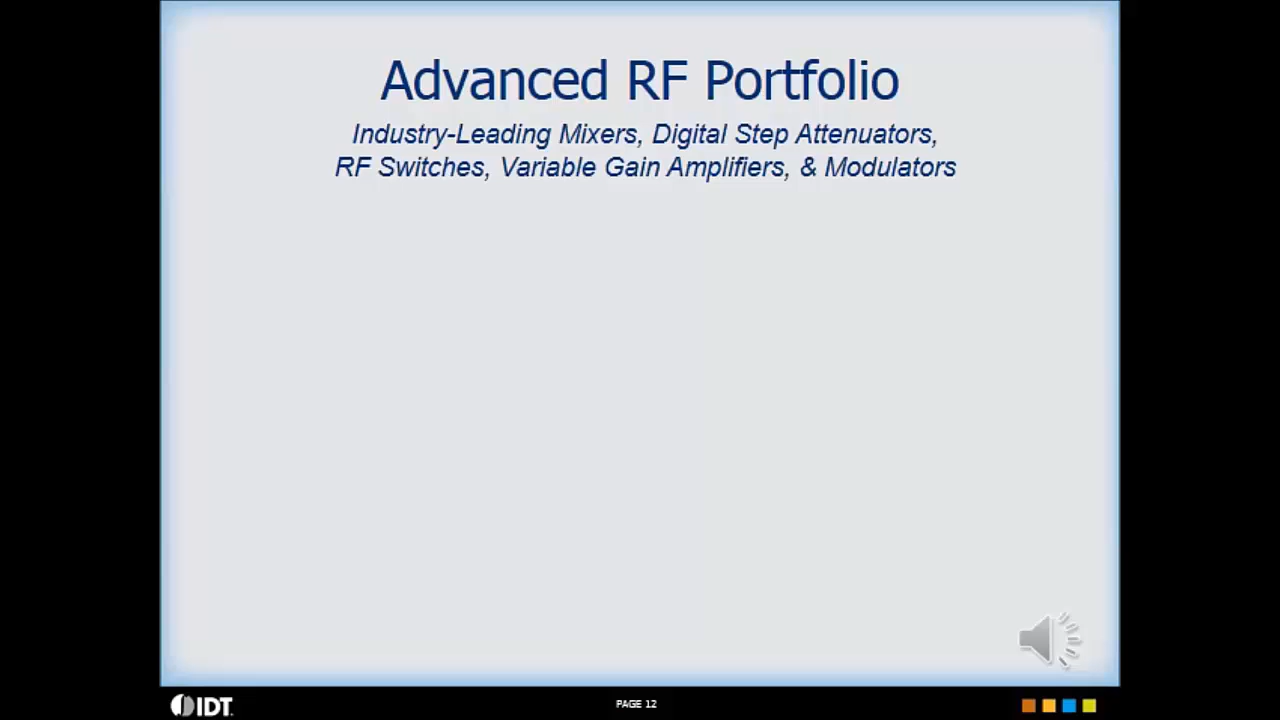 Advanced RF Portfolio
Industry-Leading Mixers, Digital Step Attenuators,
RF Switches, Variable Gain Amplifiers, & Modulators
IDT.
PAGE 12